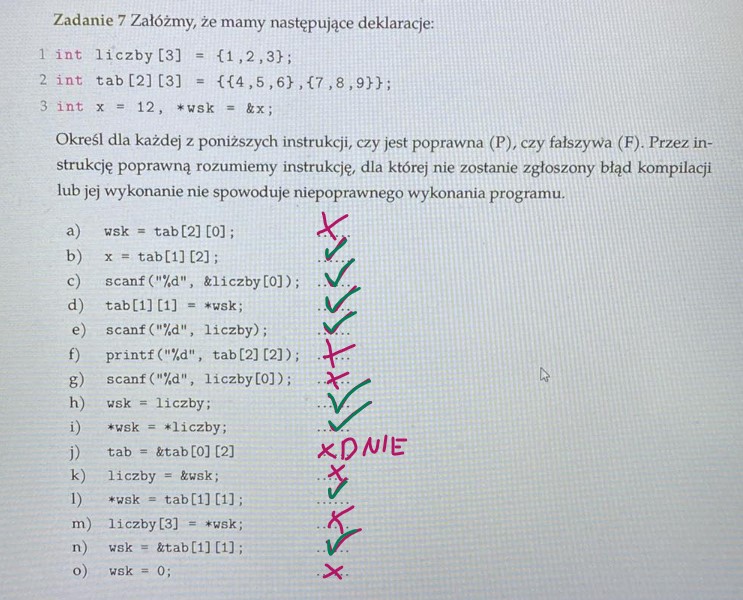 Zadanie 7 Załóżmy, że mamy następujące deklaracje:
1 int liczby[3] = {1,2,3};
2 int tab[2][3] = {{4,5,6},{7,8,9}};
3 int x = 12, *wsk = &x;
Określ dla każdej z poniższych instrukcji, czy jest poprawna (P), czy fałszywa (F). Przez in-
strukcję poprawną rozumiemy instrukcję, dla której nie zostanie zgłoszony błąd kompilacji
lub jej wykonanie nie spowoduje niepoprawnego wykonania programu.
a) wsk = tab[2][0];
b) x = tab[1][2];
c) scanf("%d", &liczby[0]);
d) tab[1][1] = *wsk;
e) scanf("%d", liczby);
f) printf("%d", tab[2][2]);
g) scanf("%d", liczby[0]);
h) wsk = liczby;
i) *wsk = *liczby;
j) tab = &tab[0][2] XD NIE
k) liczby = &wsk;
l) *wsk = tab[1][1];
m) liczby[3] = *wsk;
n) wsk = &tab[1][1];
o) wsk = 0;